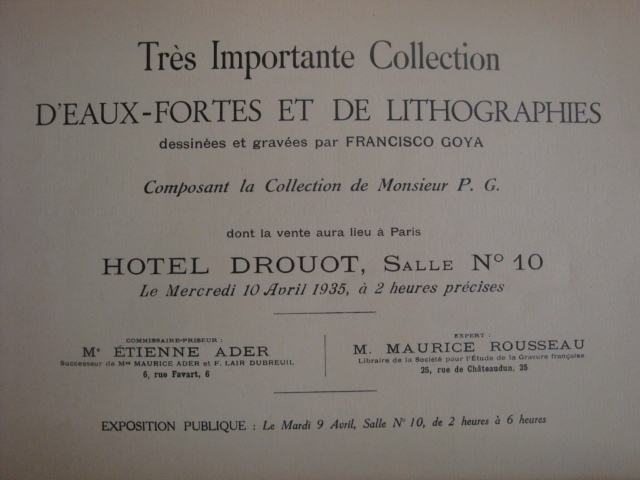 Très Importante Collection
D'EAUX-FORTES ET DE LITHOGRAPHIES
dessinées et gravées par FRANCISCO GOYA
Composant la Collection de Monsieur P. G.
dont la vente aura lieu à Paris
HOTEL DROUOT, SALLE N° 10
Le Mercredi 10 Avril 1935, à 2 heures précises
COMMISSAIRE-PRISEUR :
Me ÉTIENNE ADER
Successeur de Mes MAURICE ADER et F. LAIR DUBREUIL
6, rue Favart, 6
EXPERT :
M. MAURICE ROUSSEAU
Libraire de la Société pour l'Étude de la Gravure française
25, rue de Châteaudun, 25
EXPOSITION PUBLIQUE : Le Mardi 9 Avril, Salle N° 10, de 2 heures à 6 heures